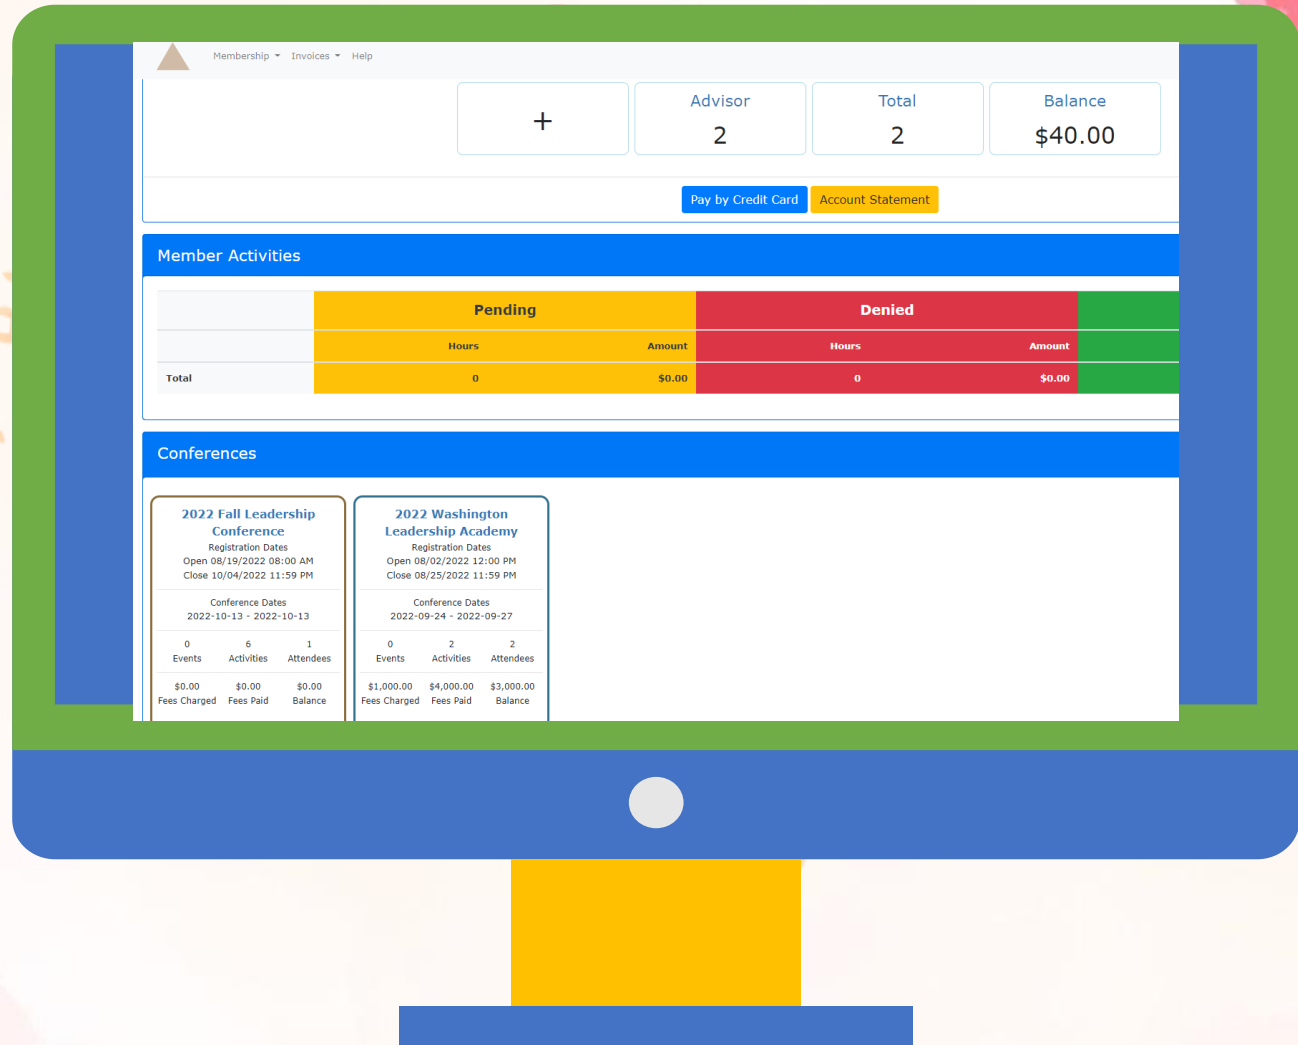 Membership Invoices Help
+
Advisor Total Balance
2 2 $40.00
Pay by Credit Card Account Statement
Member Activities
Pending Denied
Hours Amount Hours Amount
Total 0 $0.00 0 $0.00
Conferences
2022 Fall Leadership
Conference
Registration Dates
Open 08/19/2022 08:00 AM
Close 10/04/2022 11:59 PM
Conference Dates
2022-10-13 - 2022-10-13
0 6 1
Events Activities Attendees
$0.00 $0.00 $0.00
Fees Charged Fees Paid Balance
2022 Washington
Leadership Academy
Registration Dates
Open 08/02/2022 12:00 PM
Close 08/25/2022 11:59 PM
Conference Dates
2022-09-24 - 2022-09-27
0 2 2
Events Activities Attendees
$1,000.00 $4,000.00 $3,000.00
Fees Charged Fees Paid Balance